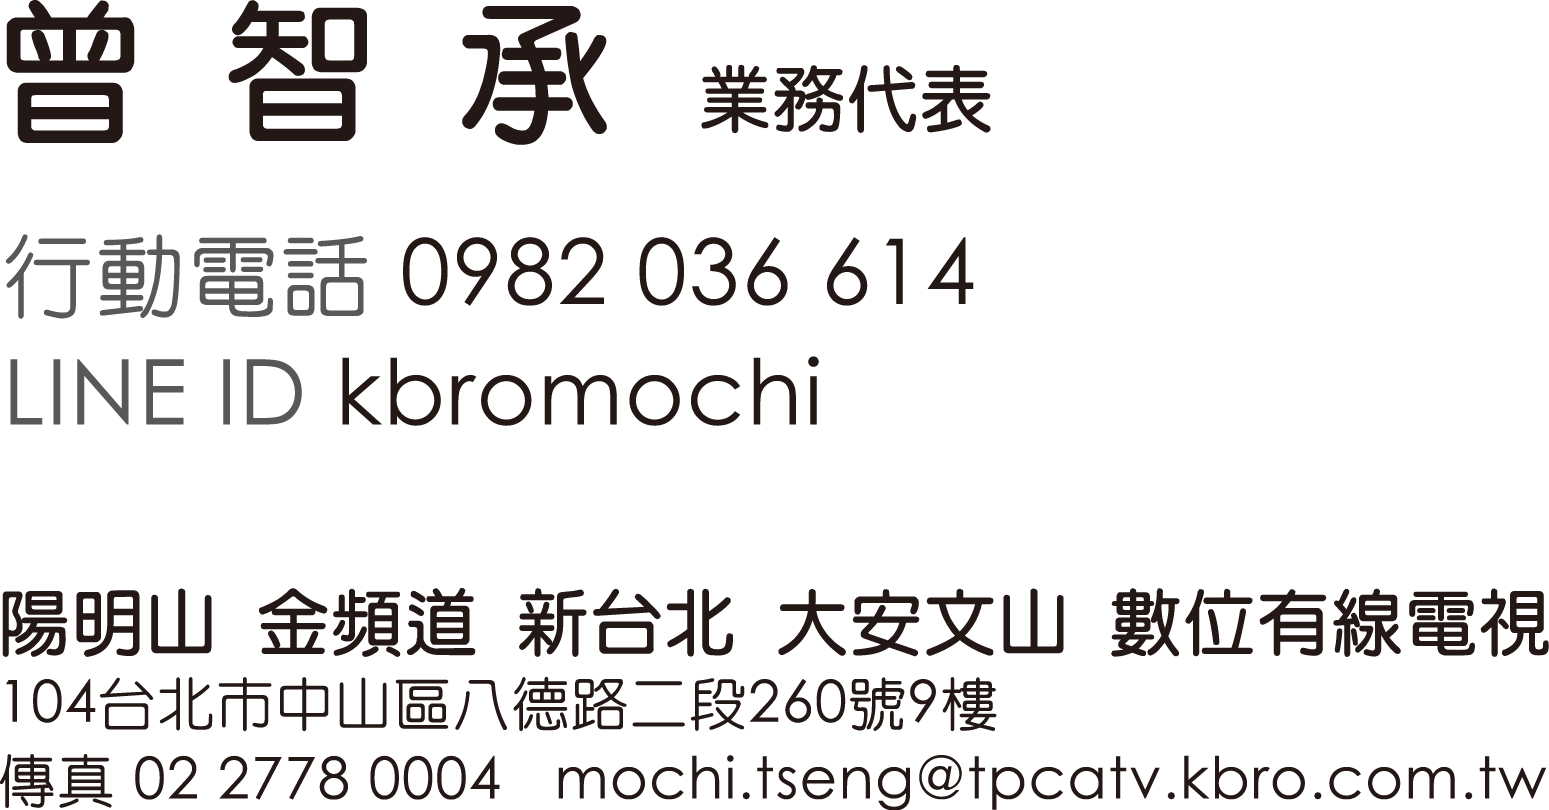 曾智承 業務代表
行動電話 0982 036 614
LINE ID kbromochi
陽明山 金頻道 新台北 大安文山 數位有線電視
104台北市中山區八德路二段260號9樓
傳真 02 2778 0004 mochi.tseng@tpcatv.kbro.com.tw